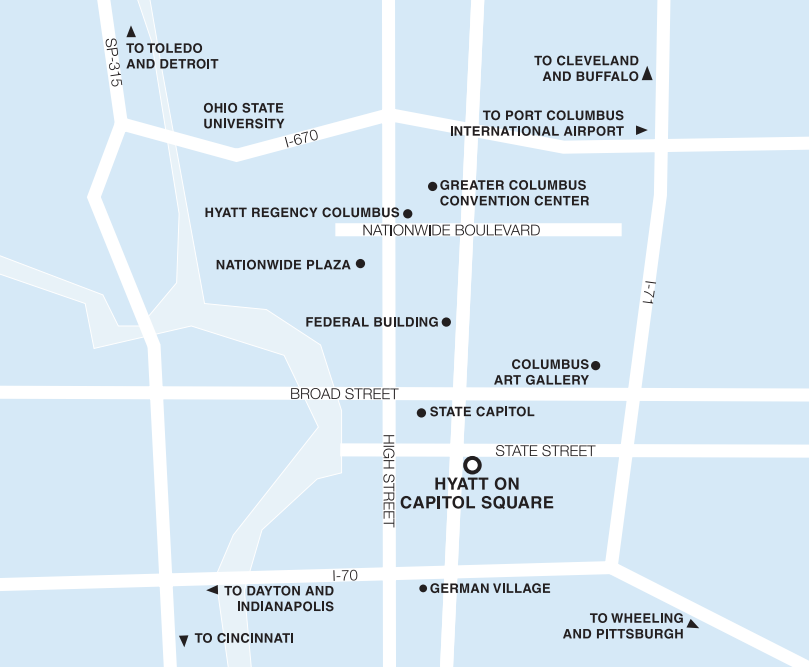 SP-315
TO TOLEDO
AND DETROIT
TO CLEVELAND
AND BUFFALO
OHIO STATE
UNIVERSITY
I-670
TO PORT COLUMBUS
INTERNATIONAL AIRPORT
GREATER COLUMBUS
CONVENTION CENTER
HYATT REGENCY COLUMBUS
NATIONWIDE BOULEVARD
NATIONWIDE PLAZA
I-71
FEDERAL BUILDING
COLUMBUS
ART GALLERY
BROAD STREET
STATE CAPITOL
HIGH STREET
STATE STREET
HYATT ON
CAPITOL SQUARE
I-70
TO DAYTON AND
INDIANAPOLIS
GERMAN VILLAGE
TO WHEELING
AND PITTSBURGH
TO CINCINNATI